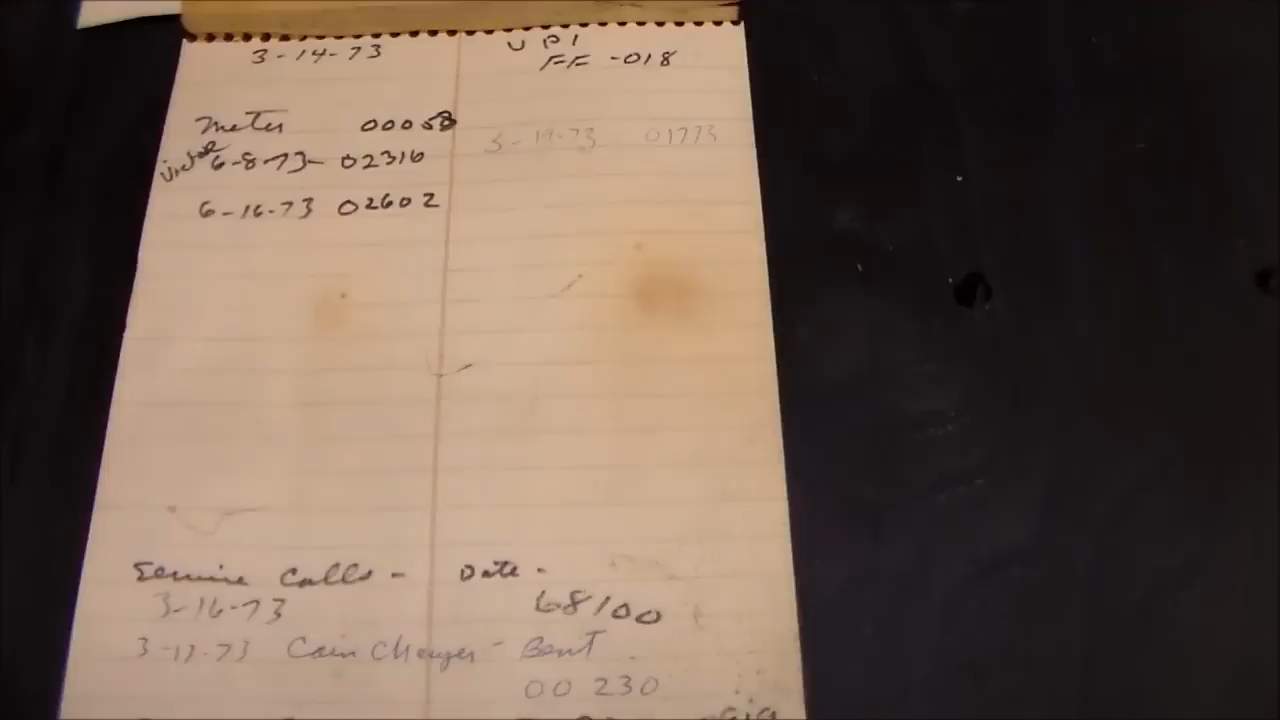 3-14-73 UPI
FF-018
Meter 00058
6-8-73- 02316
3-19-73 01773
6-16-73 02602
Service Calls - Date -
3-16-73 68100
3-17-73 Coin Changer - Bent
00230